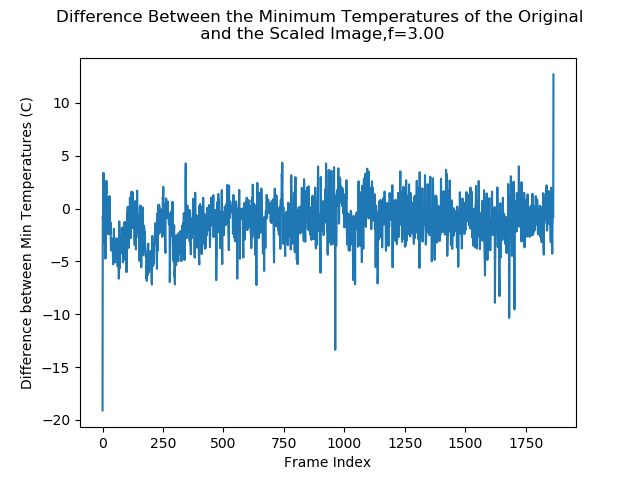 Difference Between the Minimum Temperatures of the Original
and the Scaled Image,f=3.00
Difference between Min Temperatures (C)
10
5
0
−5
−10
−15
−20
0 250 500 750 1000 1250 1500 1750
Frame Index